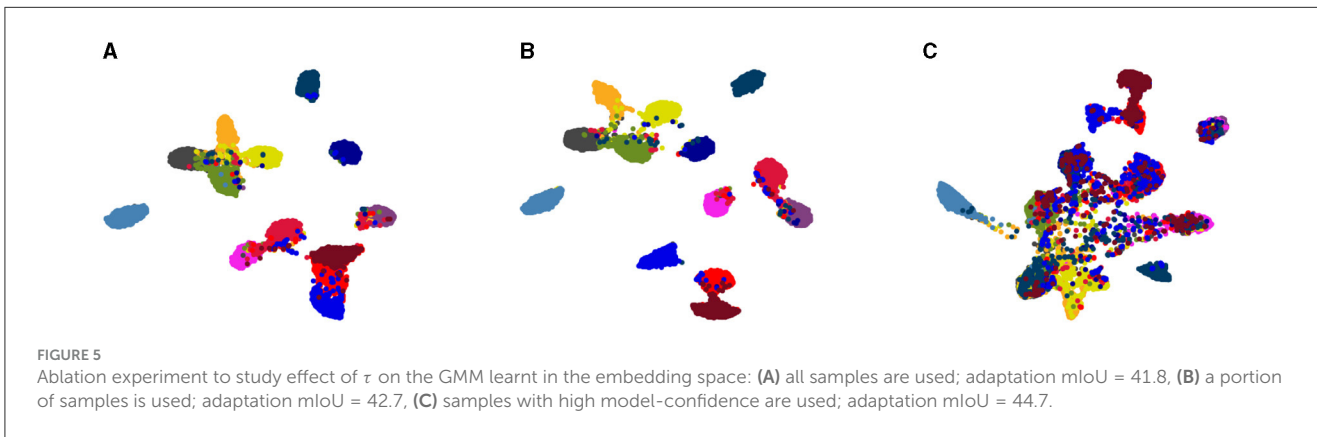 A
B
C
FIGURE 5
Ablation experiment to study effect of τ on the GMM learnt in the embedding space: (A) all samples are used; adaptation mIoU = 41.8, (B) a portion
of samples is used; adaptation mIoU = 42.7, (C) samples with high model-confidence are used; adaptation mIoU = 44.7.